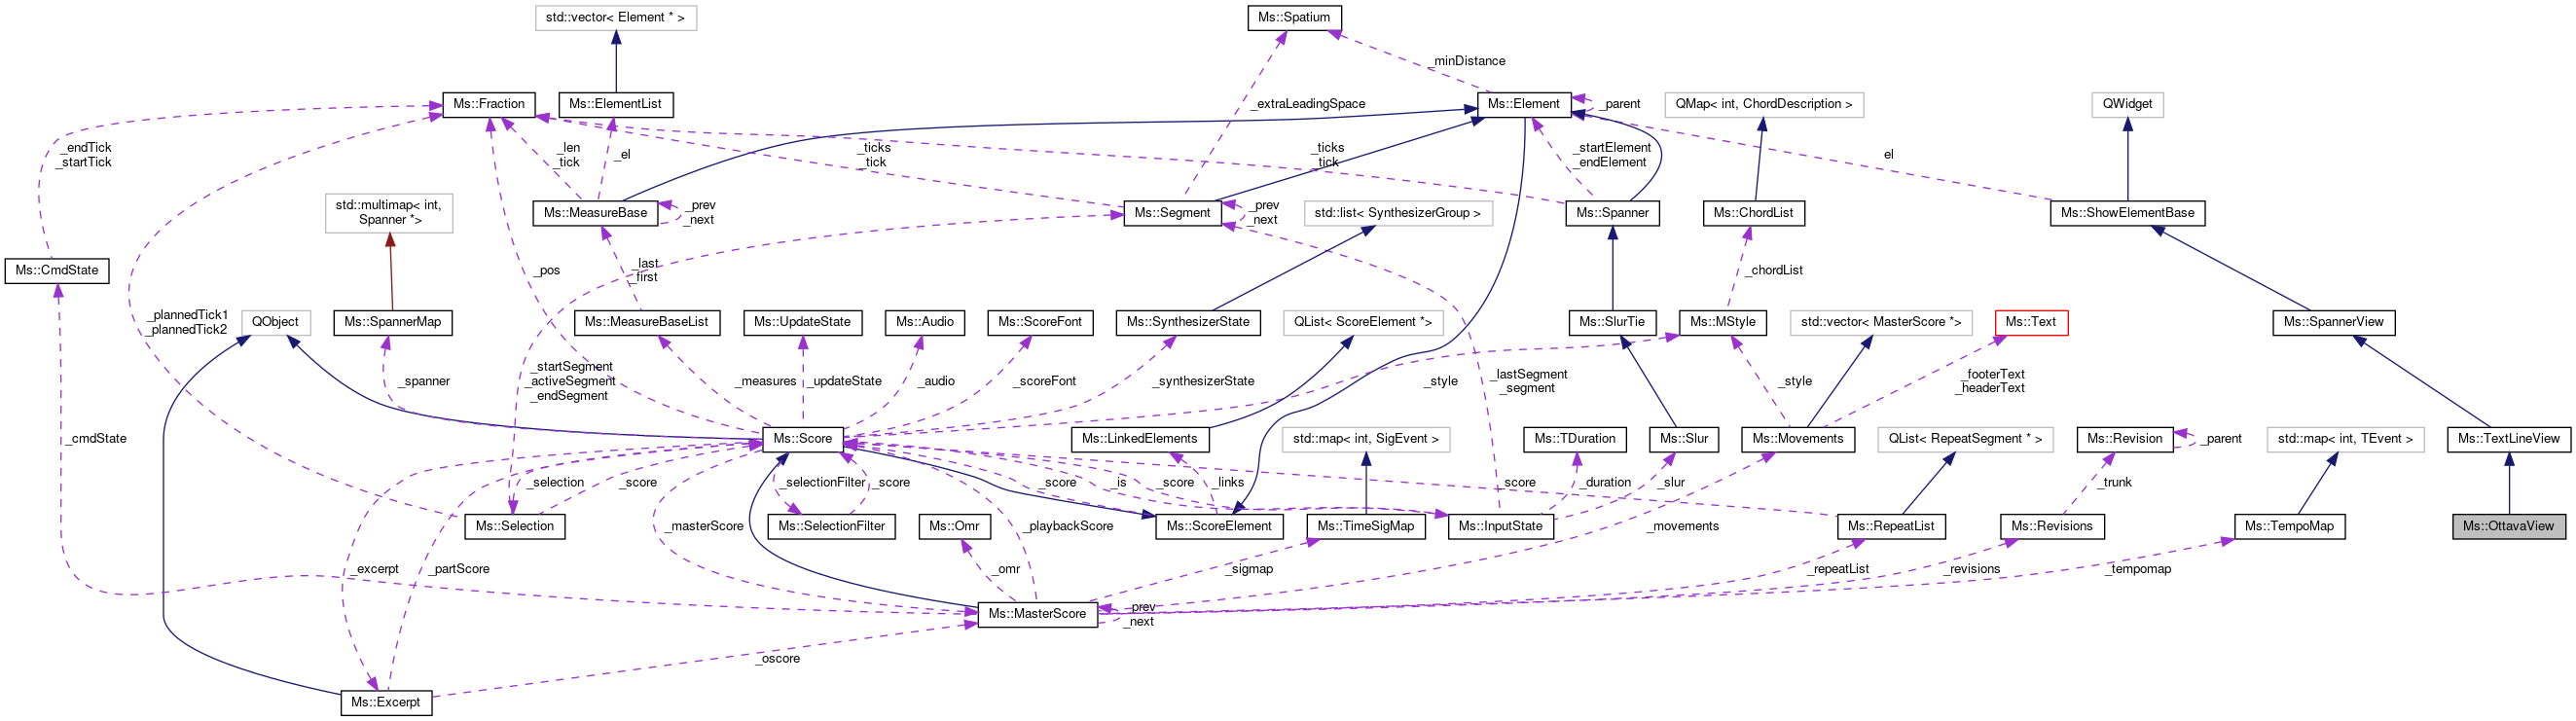 std::vector< Element * >
Ms::Spatium
_minDistance
Ms::Fraction
Ms::ElementList
_extraLeadingSpace
Ms::Element
_parent
QMap< int, ChordDescription >
QWidget
_endTick
_startTick
_len
_tick
_el
_ticks
_tick
_ticks
_tick
_startElement
_endElement
el
std::multimap< int,
Spanner * >
Ms::MeasureBase
_prev
_next
Ms::Segment
_prev
_next
std::list< SynthesizerGroup >
Ms::Spanner
Ms::ChordList
Ms::ShowElementBase
Ms::CmdState
_pos
_last
_first
_chordList
_plannedTick1
_plannedTick2
QObject
Ms::SpannerMap
Ms::MeasureBaseList
Ms::UpdateState
Ms::Audio
Ms::ScoreFont
Ms::SynthesizerState
QList< ScoreElement * >
Ms::SlurTie
Ms::MStyle
std::vector< MasterScore * >
Ms::Text
Ms::SpannerView
_spanner
_startSegment
_activeSegment
_endSegment
_measures
_updateState
_audio
_scoreFont
_synthesizerState
_style
_lastSegment
_segment
_style
_footerText
_headerText
_cmdState
Ms::Score
Ms::LinkedElements
std::map< int, SigEvent >
Ms::TDuration
Ms::Slur
Ms::Movements
QList< RepeatSegment * >
Ms::Revision
_parent
std::map< int, TEvent >
Ms::TextLineView
_selection
_score
_selectionFilter
_score
_score
_is
_score
_links
_score
_duration
_slur
_trunk
Ms::Selection
_masterScore
Ms::SelectionFilter
Ms::Omr
_playbackScore
Ms::ScoreElement
Ms::TimeSigMap
Ms::InputState
_movements
Ms::RepeatList
Ms::Revisions
Ms::TempoMap
Ms::OttavaView
_excerpt
_partScore
_omr
_sigmap
_repeatList
_revisions
_tempomap
Ms::MasterScore
_prev
_next
_oscore
Ms::Excerpt